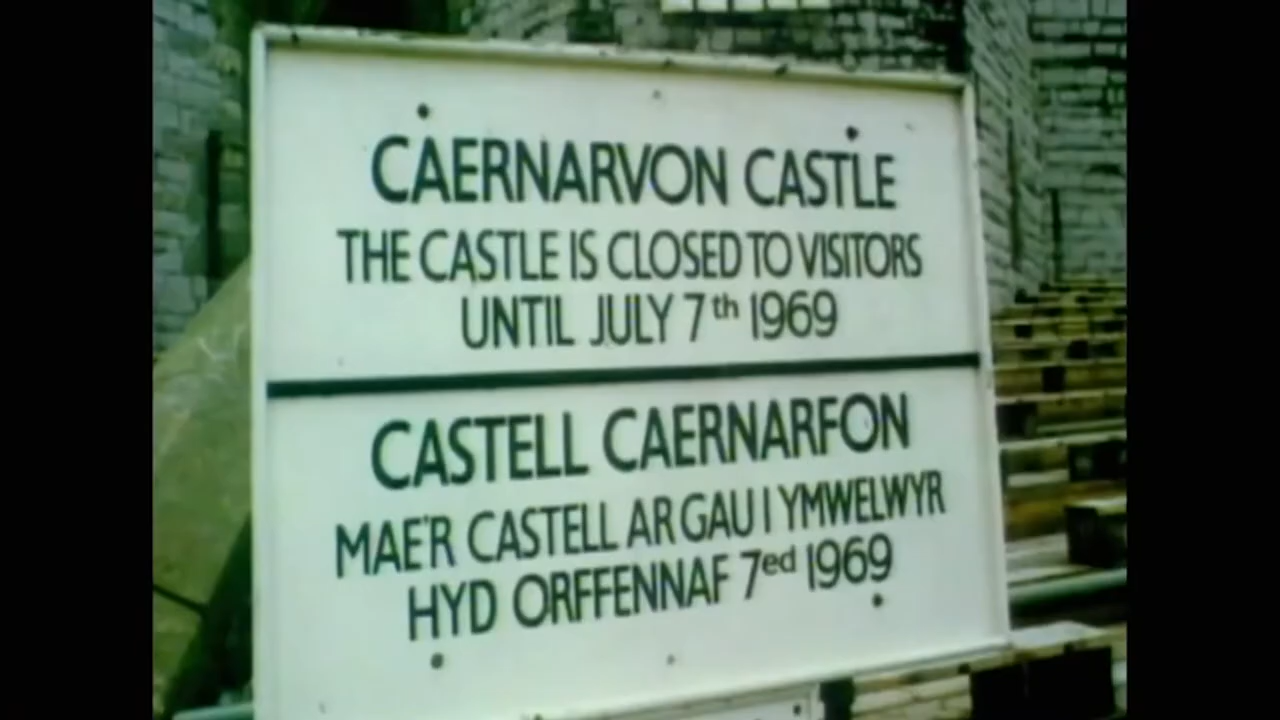 CAERNARVON CASTLE
THE CASTLE IS CLOSED TO VISITORS
UNTIL JULY 7th 1969
CASTELL CAERNARFON
MAE'R CASTELL AR GAU I YMWELWYR
HYD ORFFENNAF 7ed 1969